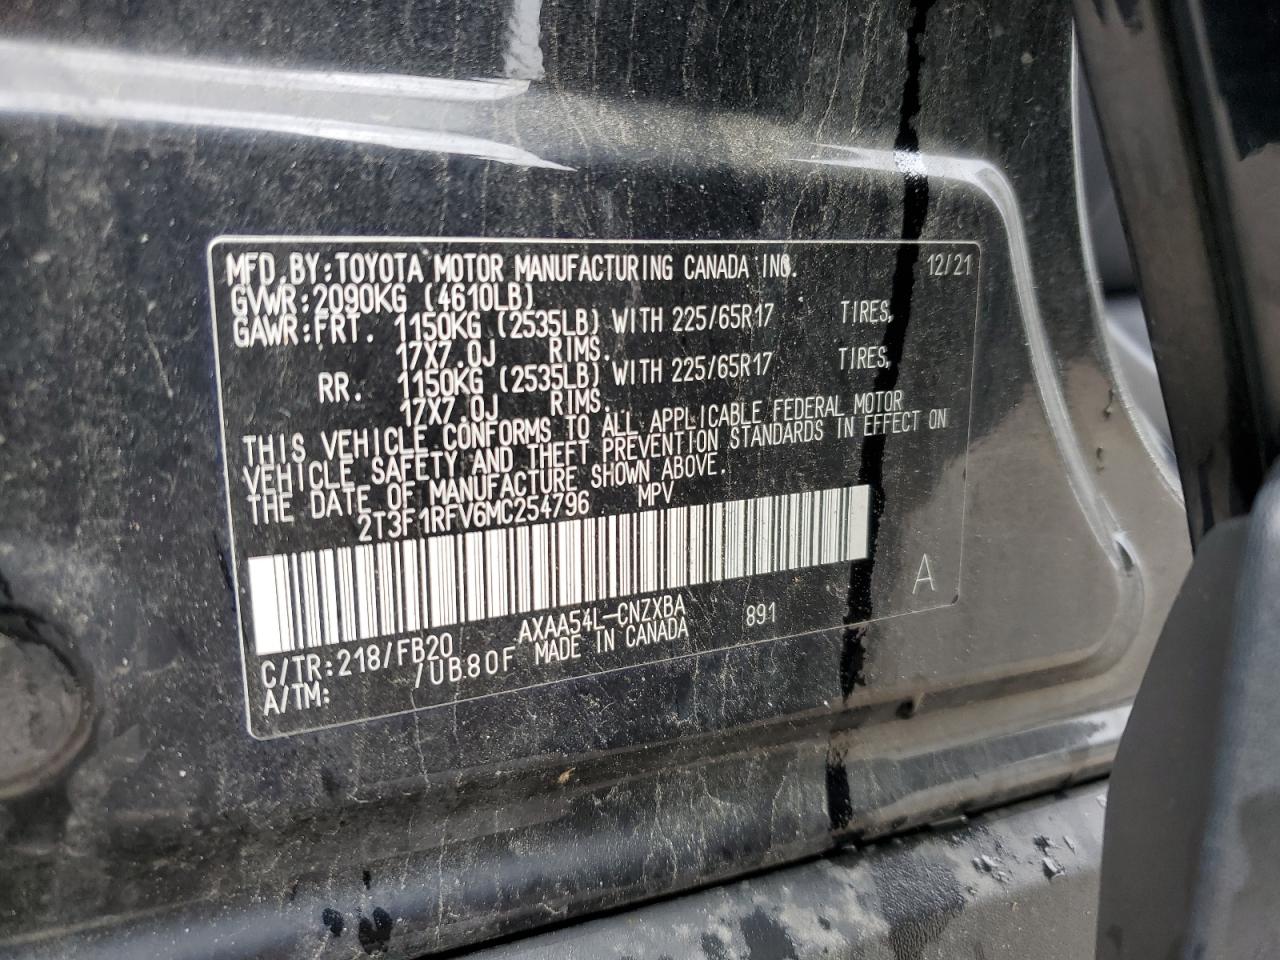 MFD.BY:TOYOTA MOTOR MANUFACTURING CANADA INC. 12/21
GVWR:2090KG (4610LB)
GAWR:FRT. 1150KG (2535LB) WITH 225/65R17 TIRES,
17X7.0J RIMS.
RR. 1150KG (2535LB) WITH 225/65R17 TIRES,
17X7.0J RIMS.
THIS VEHICLE CONFORMS TO ALL APPLICABLE FEDERAL MOTOR
VEHICLE SAFETY AND THEFT PREVENTION STANDARDS IN EFFECT ON
THE DATE OF MANUFACTURE SHOWN ABOVE.
2T3F1RFV6MC254796 MPV
A
C/TR:218/FB20 AXAA54L-CNZXBA 891
A/TM: /UB80F MADE IN CANADA